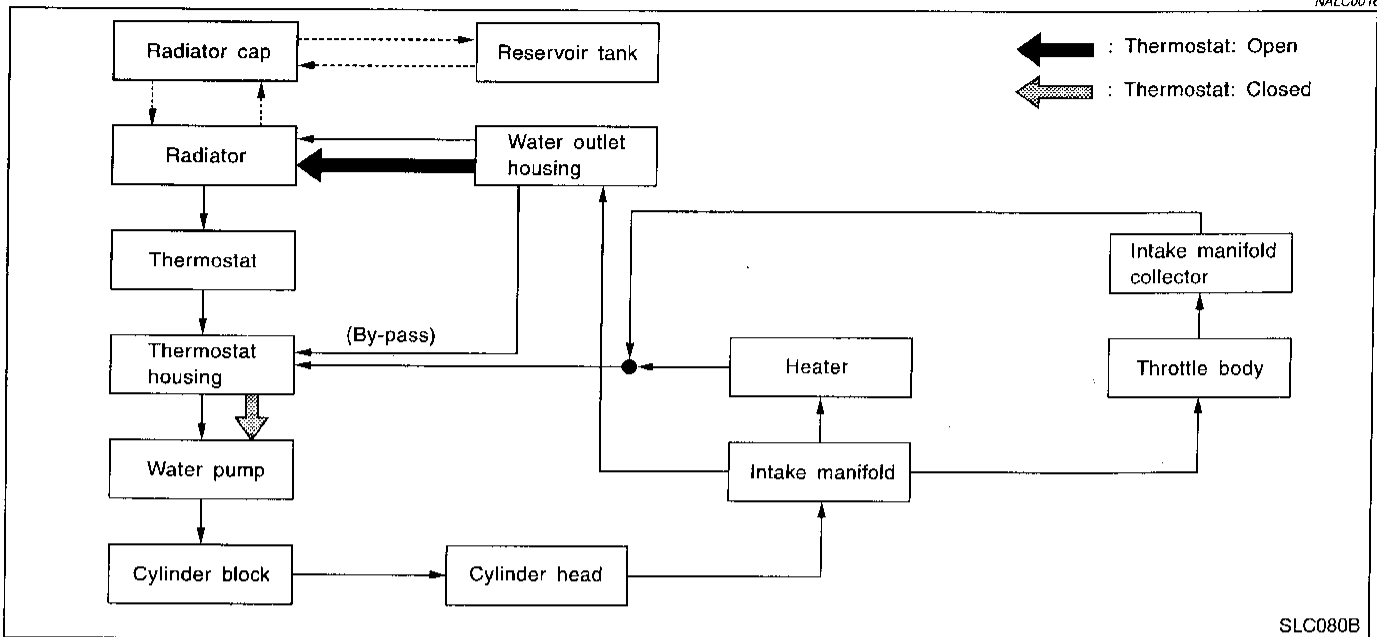 NALC0016
Radiator cap
Reservoir tank
: Thermostat: Open
: Thermostat: Closed
Radiator
Water outlet
housing
Thermostat
Intake manifold
collector
(By-pass)
Thermostat
housing
Heater
Throttle body
Water pump
Intake manifold
Cylinder block
Cylinder head
SLC080B